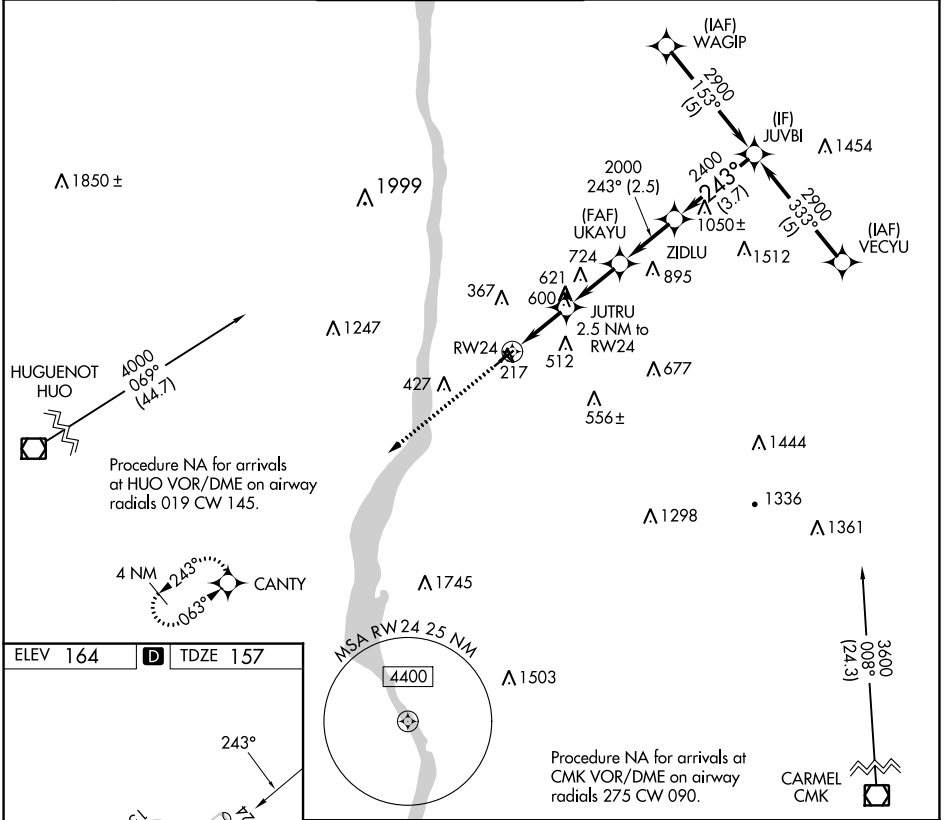 (IAF)
WAGIP
2900
153°
(5)
(IF)
JUVBI
1454
1850 ±
1999
2000
243° (2.5)
2400
243°
(3.7)
2900
333°
(5)
(FAF)
UKAYU
1050±
(IAF)
VECYU
ZIDLU
1512
724
621
895
600
367
JUTRU
2.5 NM to
RW24
1247
RW24
512
217
677
4000
069°
(44.7)
HUGUENOT
HUO
427
556±
Procedure NA for arrivals
at HUO VOR/DME on airway
radials 019 CW 145.
1444
1336
1298
1361
4 NM
243°
063°
CANTY
1745
MSA RW24 25 NM
4400
1503
3600
008°
(24.3)
ELEV 164
D
TDZE 157
243°
24
Procedure NA for arrivals at
CMK VOR/DME on airway
radials 275 CW 090.
CARMEL
CMK